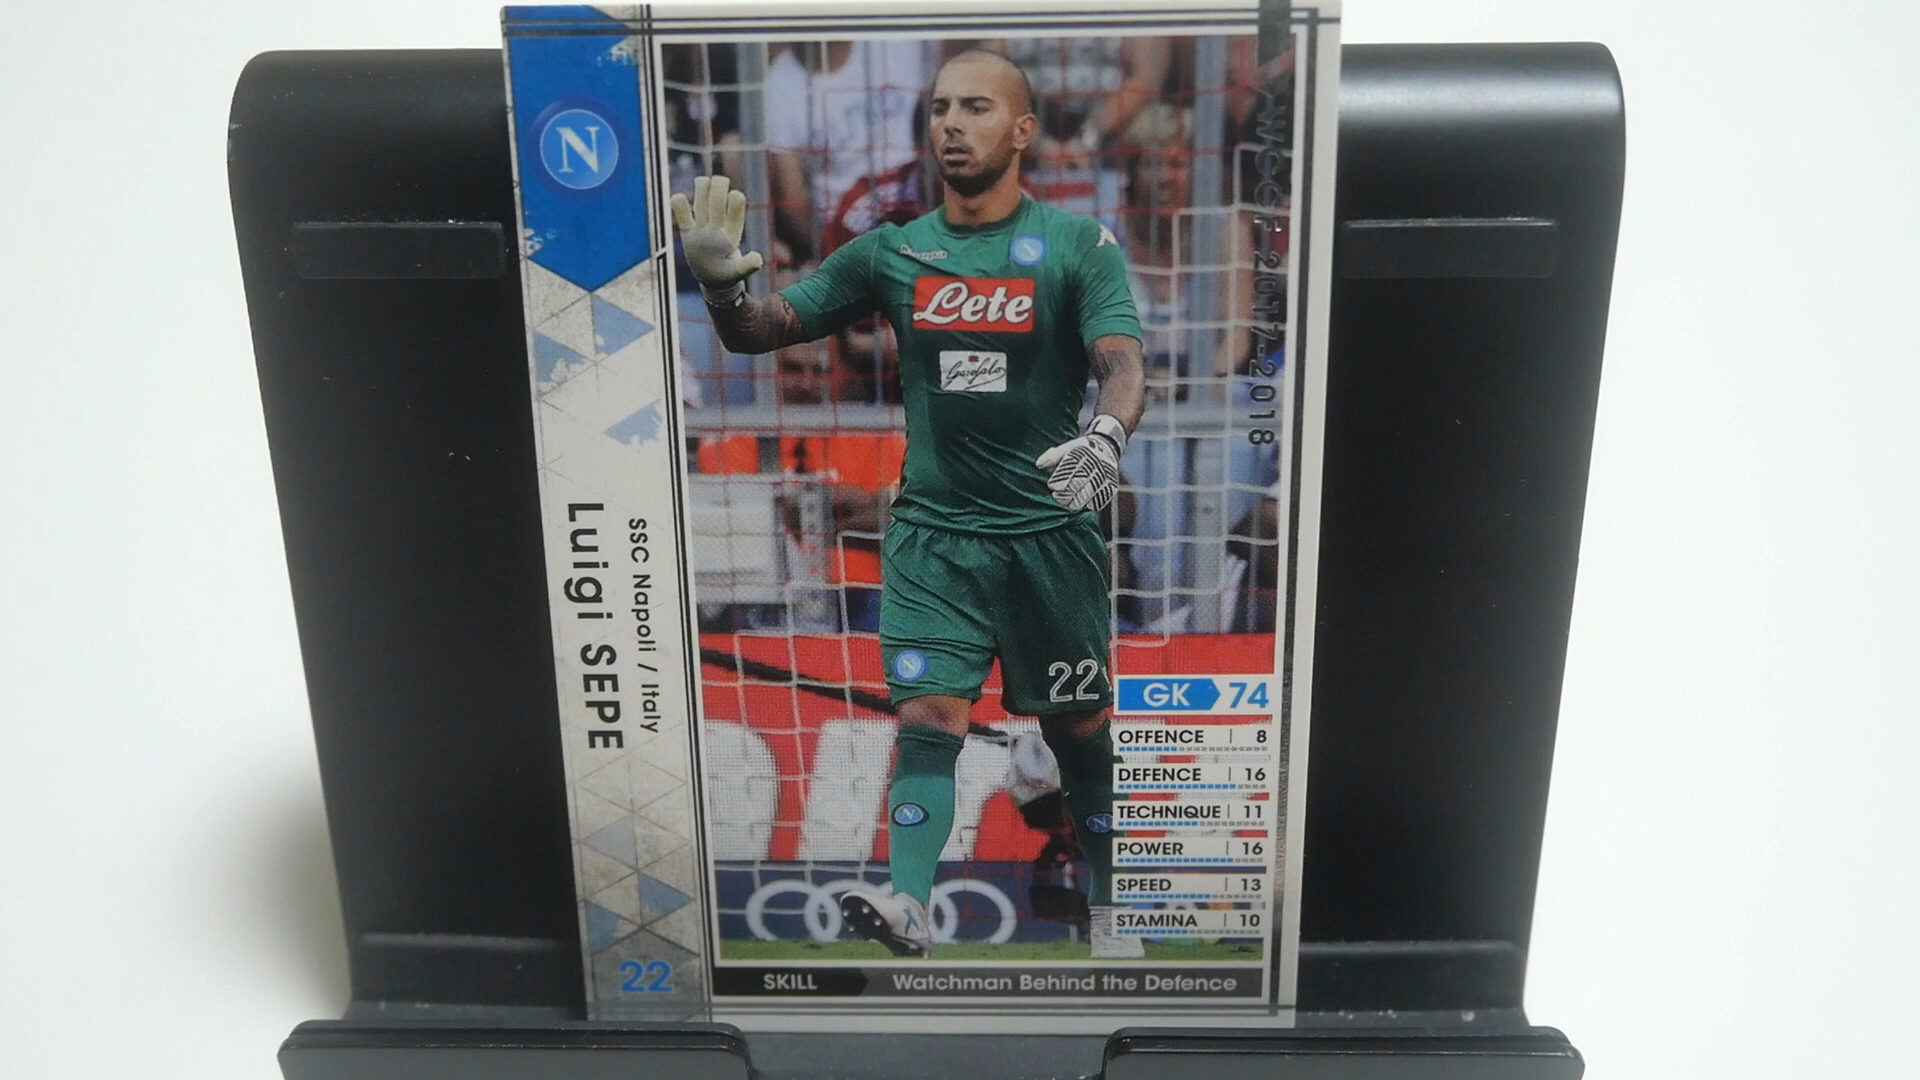 N
WCCF 2017-2018
SSC Napoli / Italy
Luigi SEPE
22
Kappa
N
Lete
Garofalo
N
22
N
N
GK 74
OFFENCE | 8
DEFENCE | 16
TECHNIQUE | 11
POWER | 16
SPEED | 13
STAMINA | 10
SKILL Watchman Behind the Defence